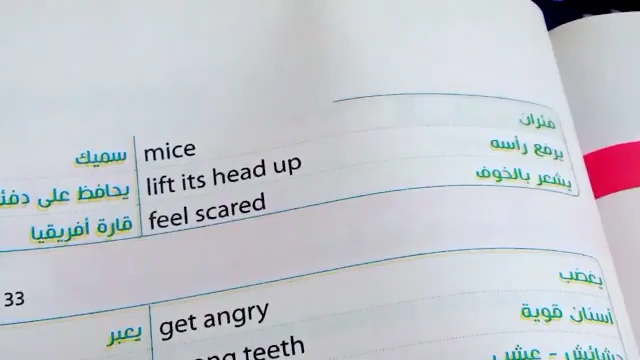 سميك mice فئران
يحافظ على lift its head up يرفع رأسه
قارة أفريقيا feel scared يشعر بالخوف
33
يعبر get angry يغضب
teeth أسنان قوية
عشب